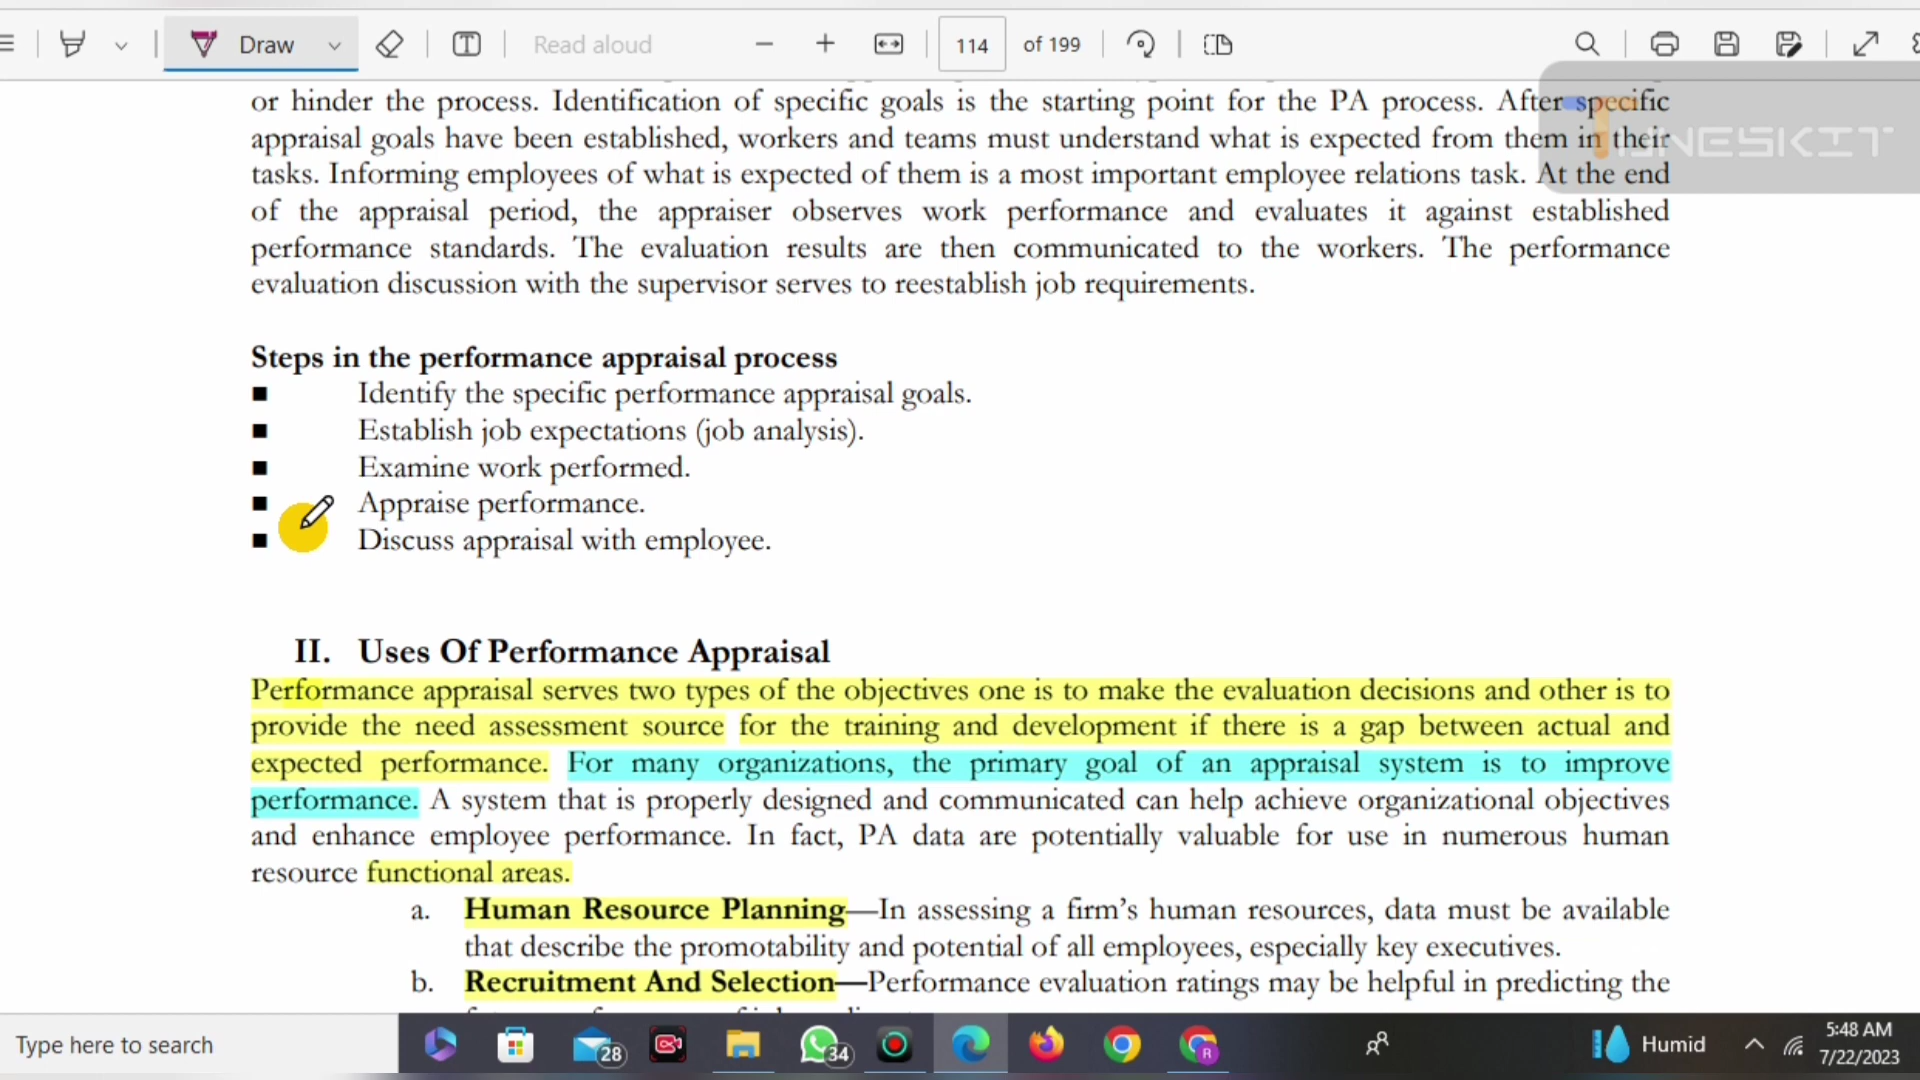 Draw
Read aloud
114
of 199
or hinder the process. Identification of specific goals is the starting point for the PA process. After specific
appraisal goals have been established, workers and teams must understand what is expected from them in their
TUNESKIT
tasks. Informing employees of what is expected of them is a most important employee relations task. At the end
of the appraisal period, the appraiser observes work performance and evaluates it against established
performance standards. The evaluation results are then communicated to the workers. The performance
evaluation discussion with the supervisor serves to reestablish job requirements.
Steps in the performance appraisal process
■ Identify the specific performance appraisal goals.
■ Establish job expectations (job analysis).
■ Examine work performed.
■ Appraise performance.
■ Discuss appraisal with employee.
II. Uses Of Performance Appraisal
Performance appraisal serves two types of the objectives one is to make the evaluation decisions and other is to
provide the need assessment source for the training and development if there is a gap between actual and
expected performance. For many organizations, the primary goal of an appraisal system is to improve
performance. A system that is properly designed and communicated can help achieve organizational objectives
and enhance employee performance. In fact, PA data are potentially valuable for use in numerous human
resource functional areas.
a. Human Resource Planning—In assessing a firm's human resources, data must be available
that describe the promotability and potential of all employees, especially key executives.
b. Recruitment And Selection—Performance evaluation ratings may be helpful in predicting the
Type here to search
28
34
R
Humid
5:48 AM
7/22/2023